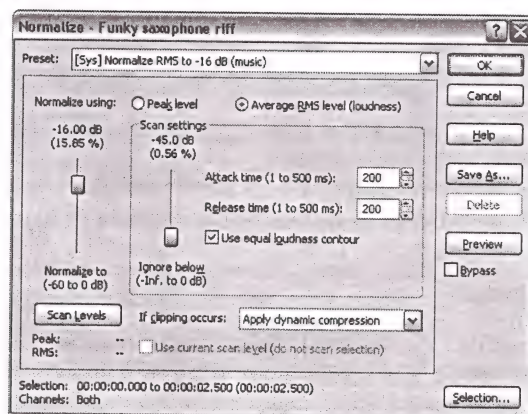 Normalize - Funky saxophone riff
Preset: [Sys] Normalize RMS to -16 dB (music)
OK
Normalize using: Peak level Average RMS level (loudness)
Cancel
-16.00 dB
(15.85 %)
Scan settings
-45.0 dB
(0.56 %)
Help
Attack time (1 to 500 ms): 200
Save As...
Release time (1 to 500 ms): 200
Delete
Use equal loudness contour
Preview
Normalize to
(-60 to 0 dB)
Ignore below
(-Inf. to 0 dB)
Bypass
Scan Levels
If clipping occurs: Apply dynamic compression
Peak: --
RMS: --
Use current scan level (do not scan selection)
Selection: 00:00:00.000 to 00:00:02.500 (00:00:02.500)
Channels: Both
Selection...